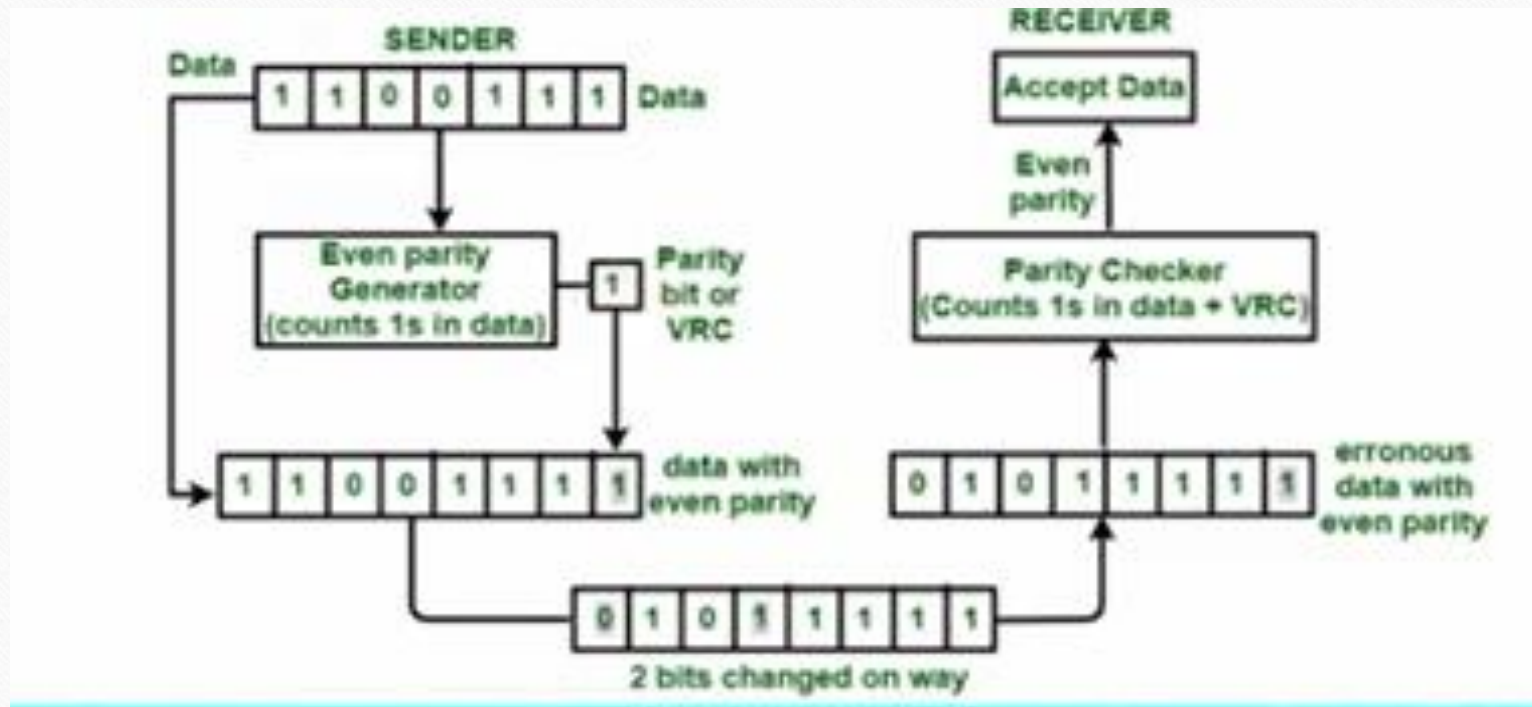 SENDER
Data
1 1 0 0 1 1 1
Data
Even parity
Generator
(counts 1s in data)
1
Parity
bit or
VRC
1 1 0 0 1 1 1 1
data with
even parity
0 1 0 1 1 1 1 1
2 bits changed on way
RECEIVER
Accept Data
Even
parity
Parity Checker
(Counts 1s in data + VRC)
0 1 0 1 1 1 1 1
erronous
data with
even parity